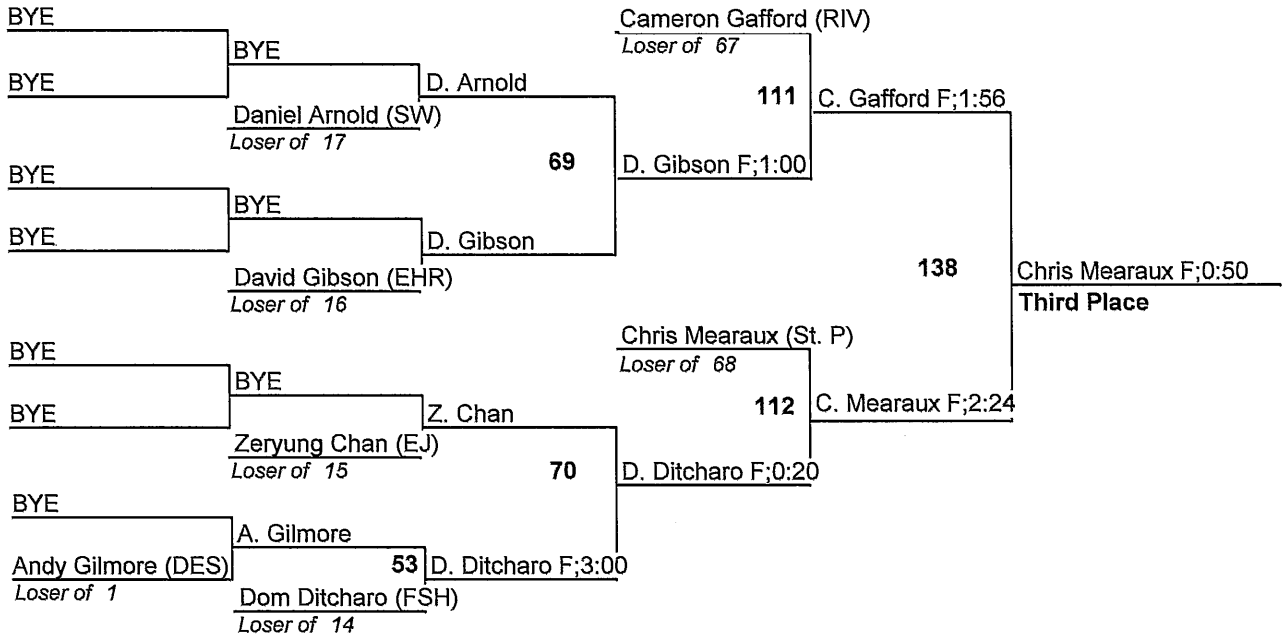 BYE
Cameron Gafford (RIV)
Loser of 67
BYE
BYE
D. Arnold
111
C. Gafford F;1:56
Daniel Arnold (SW)
Loser of 17
69
D. Gibson F;1:00
BYE
BYE
BYE
D. Gibson
138
Chris Mearaux F;0:50
Third Place
David Gibson (EHR)
Loser of 16
Chris Mearaux (St. P)
Loser of 68
BYE
BYE
BYE
Z. Chan
112
C. Mearaux F;2:24
Zeryung Chan (EJ)
Loser of 15
70
D. Ditcharo F;0:20
BYE
A. Gilmore
Andy Gilmore (DES)
Loser of 1
53
D. Ditcharo F;3:00
Dom Ditcharo (FSH)
Loser of 14